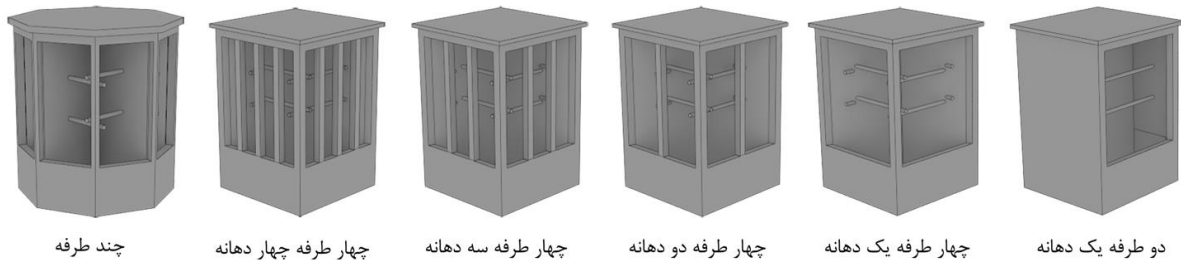 دو طرفه یک دهانه
چهار طرفه یک دهانه
چهار طرفه دو دهانه
چهار طرفه سه دهانه
چهار طرفه چهار دهانه
چند طرفه